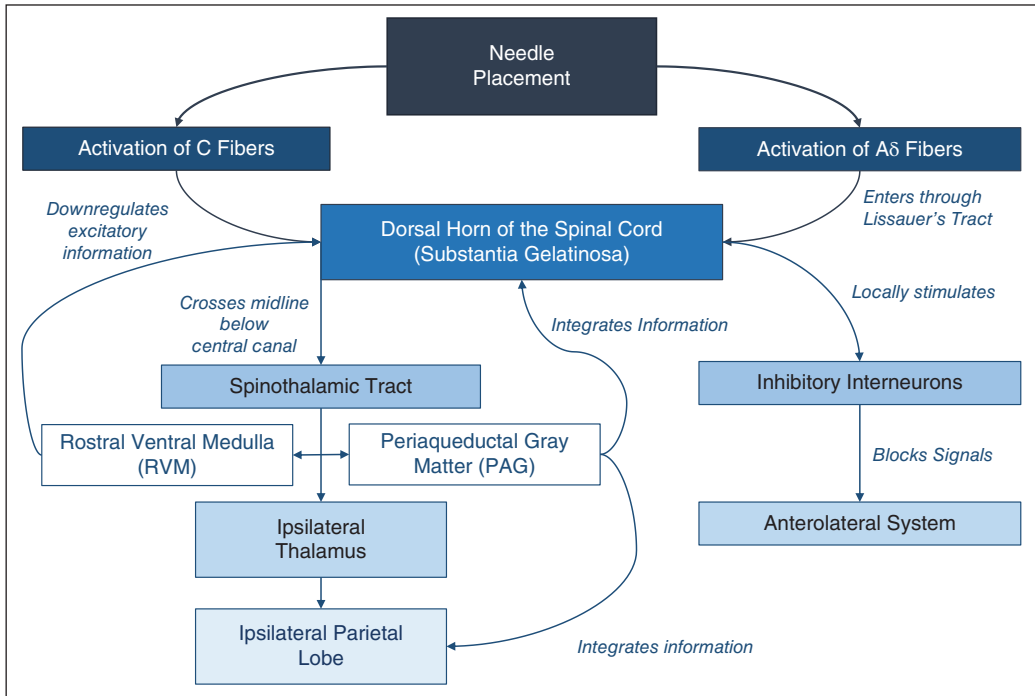 Needle
Placement
Activation of C Fibers
Activation of Aδ Fibers
Downregulates
excitatory
information
Enters through
Lissauer's Tract
Dorsal Horn of the Spinal Cord
(Substantia Gelatinosa)
Crosses midline
below
central canal
Integrates Information
Locally stimulates
Spinothalamic Tract
Inhibitory Interneurons
Rostral Ventral Medulla
(RVM)
Periaqueductal Gray
Matter (PAG)
Blocks Signals
Ipsilateral
Thalamus
Anterolateral System
Ipsilateral Parietal
Lobe
Integrates information